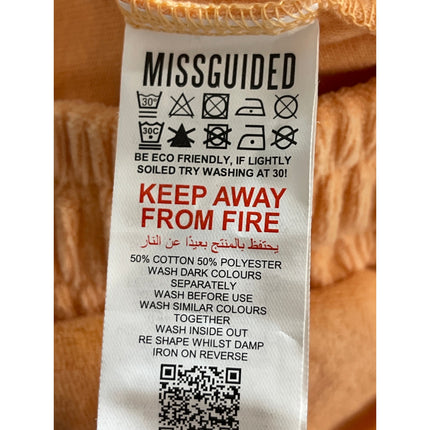 MISSGUIDED
30°
30C
BE ECO FRIENDLY, IF LIGHTLY
SOILED TRY WASHING AT 30!
KEEP AWAY
FROM FIRE
يحتفظ بالمنتج بعيدًا عن النار
50% COTTON 50% POLYESTER
WASH DARK COLOURS
SEPARATELY
WASH BEFORE USE
WASH SIMILAR COLOURS
TOGETHER
WASH INSIDE OUT
RE SHAPE WHILST DAMP
IRON ON REVERSE